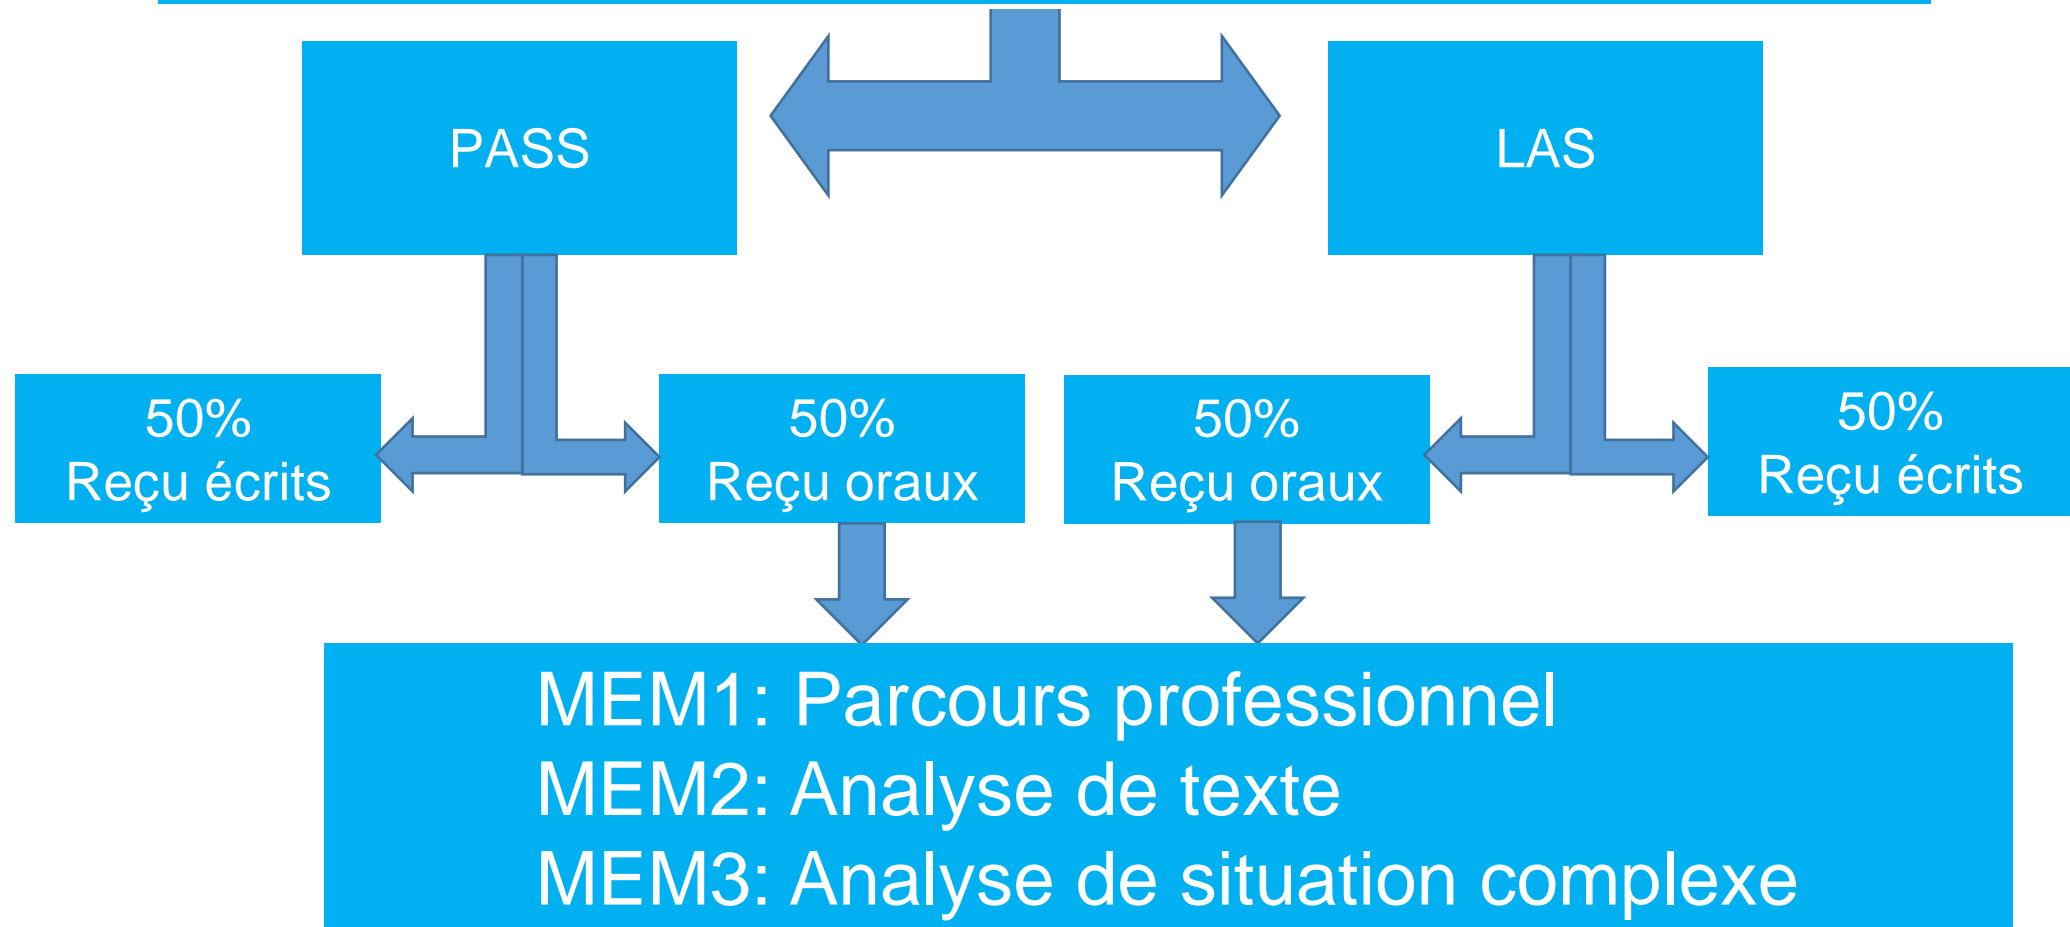 PASS
LAS
50%
Reçu écrits
50%
Reçu oraux
50%
Reçu oraux
50%
Reçu écrits
MEM1: Parcours professionnel
MEM2: Analyse de texte
MEM3: Analyse de situation complexe